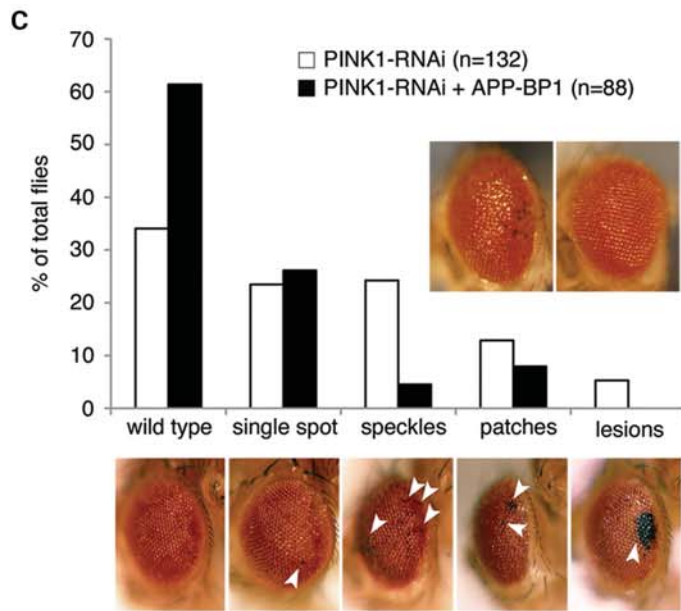 C
70
60
50
40
30
20
10
0
% of total flies
PINK1-RNAi (n=132)
PINK1-RNAi + APP-BP1 (n=88)
wild type single spot speckles patches lesions